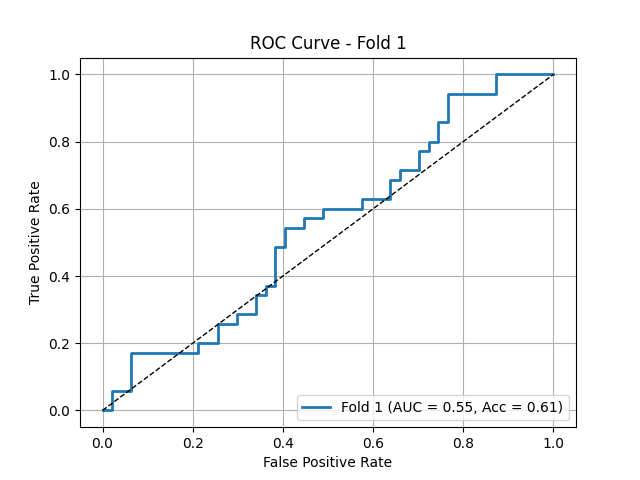 ROC Curve - Fold 1
True Positive Rate
1.0
0.8
0.6
0.4
0.2
0.0
Fold 1 (AUC = 0.55, Acc = 0.61)
0.0 0.2 0.4 0.6 0.8 1.0
False Positive Rate